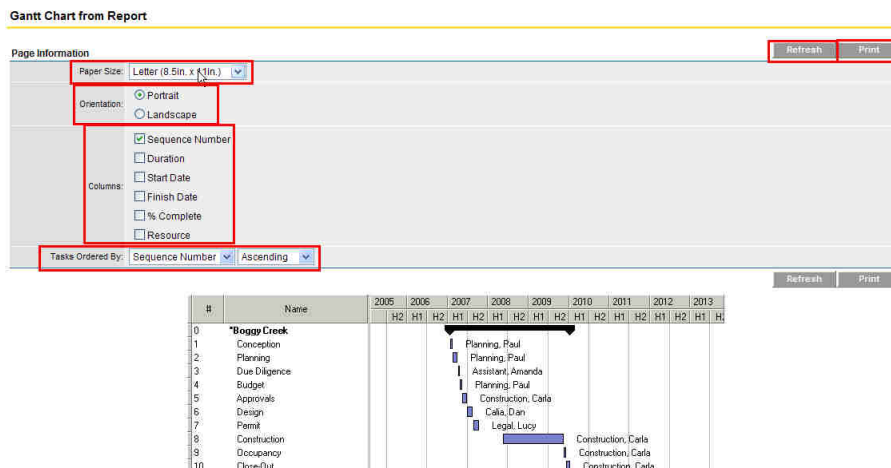 Gantt Chart from Report
Page Information
Refresh Print
Paper Size: Letter (8.5in. x 11in.)
Orientation: Portrait
Landscape
Columns: Sequence Number
Duration
Start Date
Finish Date
% Complete
Resource
Tasks Ordered By: Sequence Number Ascending
Refresh Print
# Name 2005 2006 2007 2008 2009 2010 2011 2012 2013
H2 H1 H2 H1 H2 H1 H2 H1 H2 H1 H2 H1 H2 H1 H2 H1 H
0 "Boggy Creek
1 Conception Planning, Paul
2 Planning Planning, Paul
3 Due Diligence Assistant, Amanda
4 Budget Planning, Paul
5 Approvals Construction, Carla
6 Design Calia, Dan
7 Permit Legal, Lucy
8 Construction Construction, Carla
9 Occupancy Construction, Carla
10 Close-Out Construction, Carla